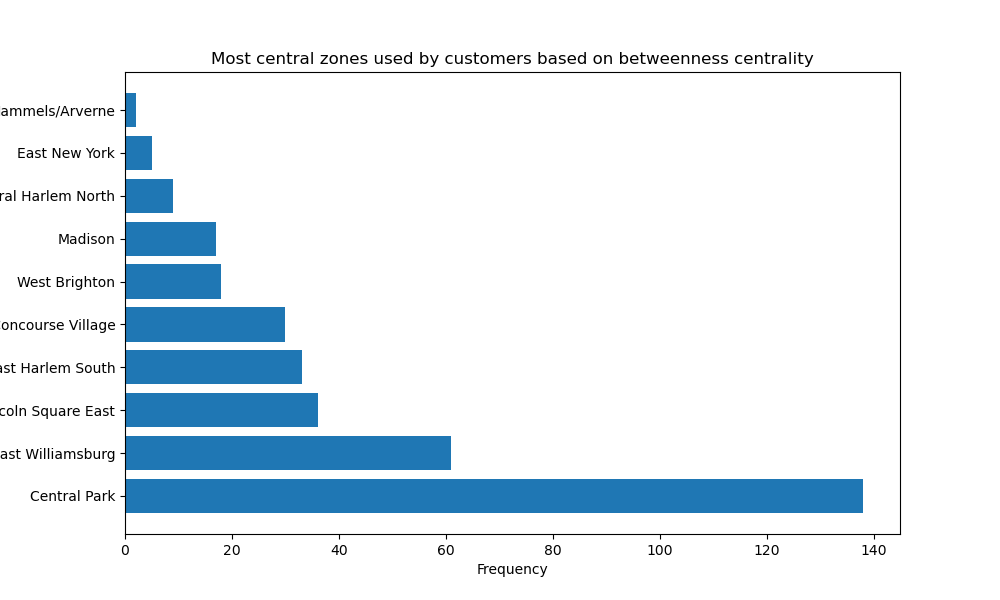 Most central zones used by customers based on betweenness centrality
ammels/Arverne
East New York
ral Harlem North
Madison
West Brighton
Concourse Village
ast Harlem South
coln Square East
ast Williamsburg
Central Park
0 20 40 60 80 100 120 140
Frequency